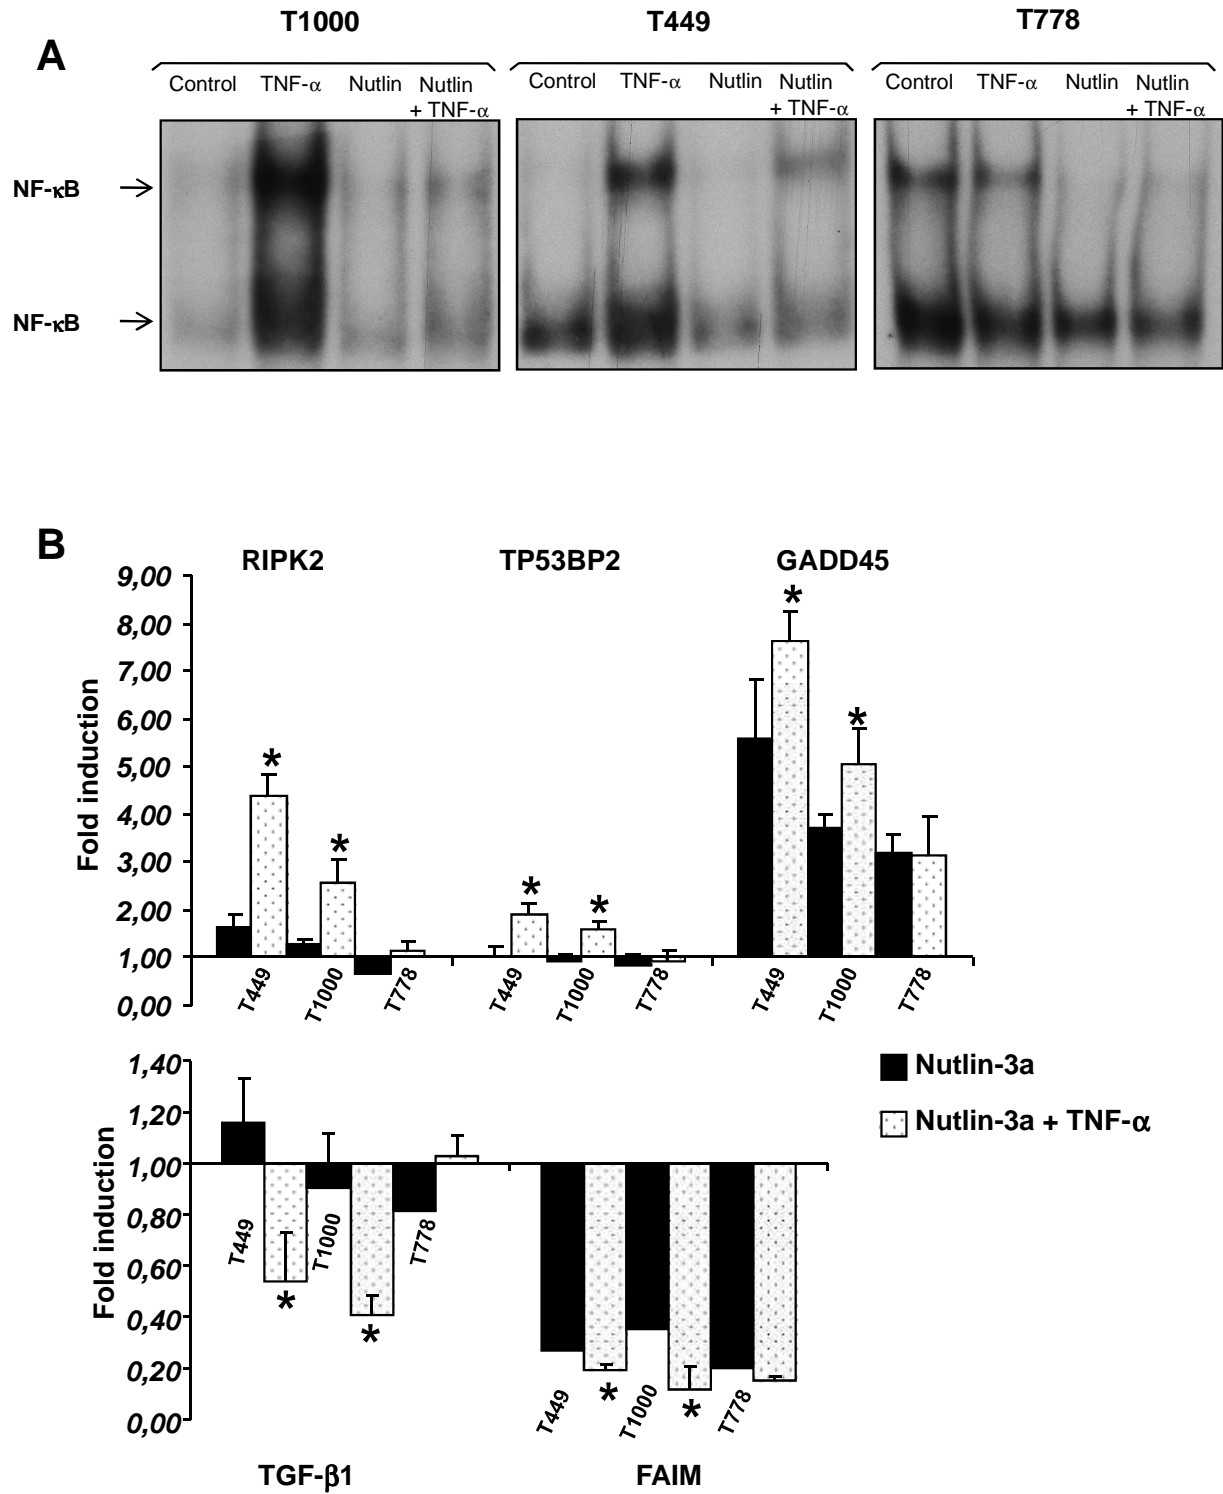 T1000 T449 T778
A
Control TNF-α Nutlin Nutlin + TNF-α Control TNF-α Nutlin Nutlin + TNF-α Control TNF-α Nutlin Nutlin + TNF-α
NF-κB
NF-κB
B
RIPK2 TP53BP2 GADD45
9,00
8,00
7,00
6,00
5,00
4,00
3,00
2,00
1,00
0,00
Fold induction
* * * * * *
T449 T1000 T778 T449 T1000 T778 T449 T1000 T778
1,40
1,20
1,00
0,80
0,60
0,40
0,20
0,00
Fold induction
Nutlin-3a
Nutlin-3a + TNF-α
T449 T1000 T778
* * * *
T449 T1000 T778
TGF-β1 FAIM